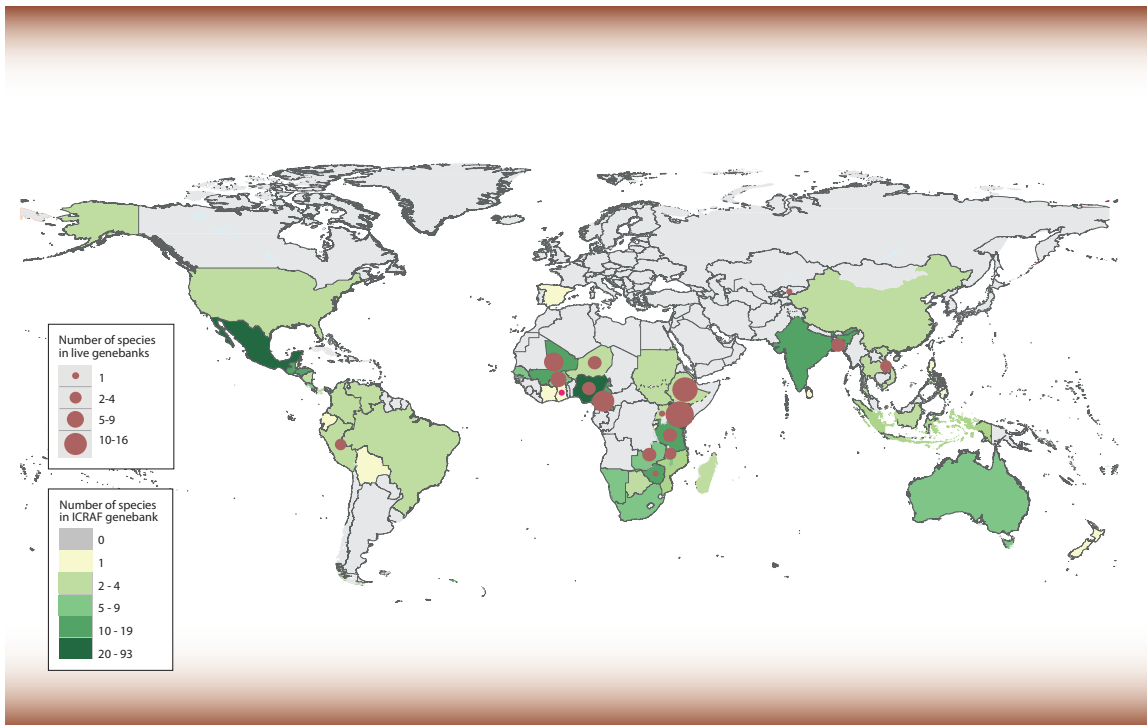 Number of species
in live genebanks
1
2-4
5-9
10-16
Number of species
in ICRAF genebank
0
1
2 - 4
5 - 9
10 - 19
20 - 93